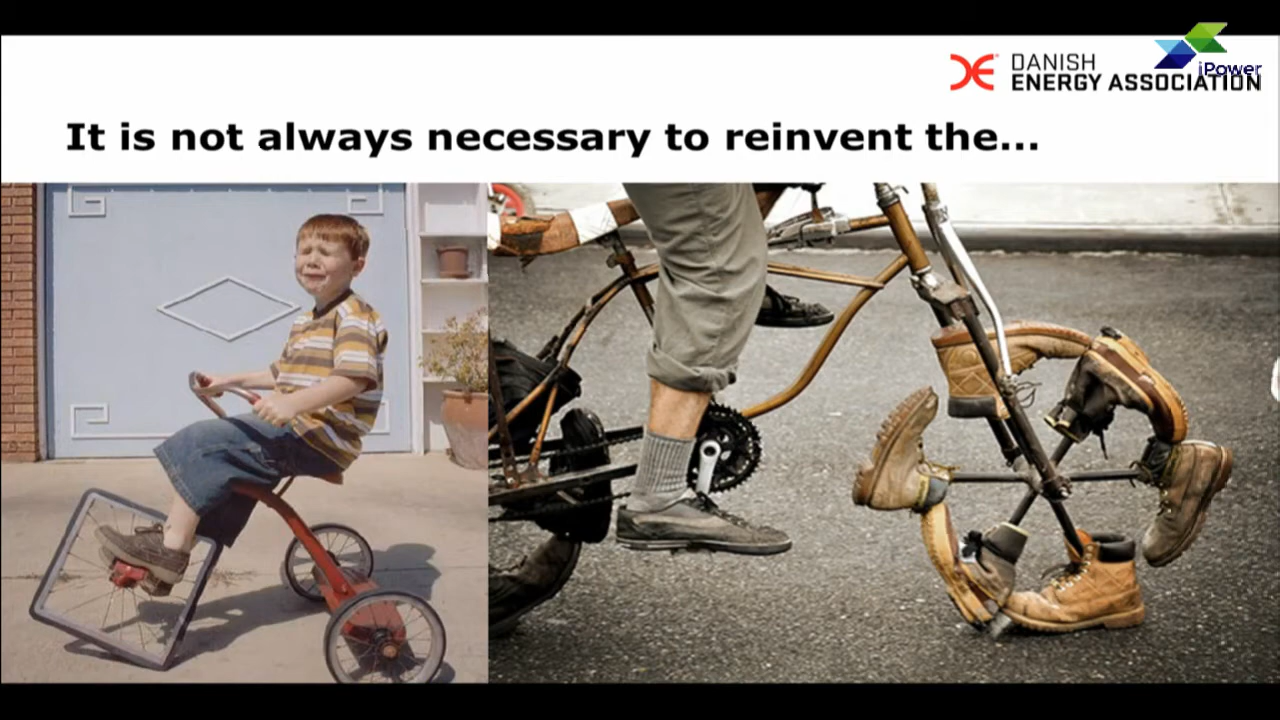 DANISH
ENERGY ASSOCIATION
iPower
It is not always necessary to reinvent the...